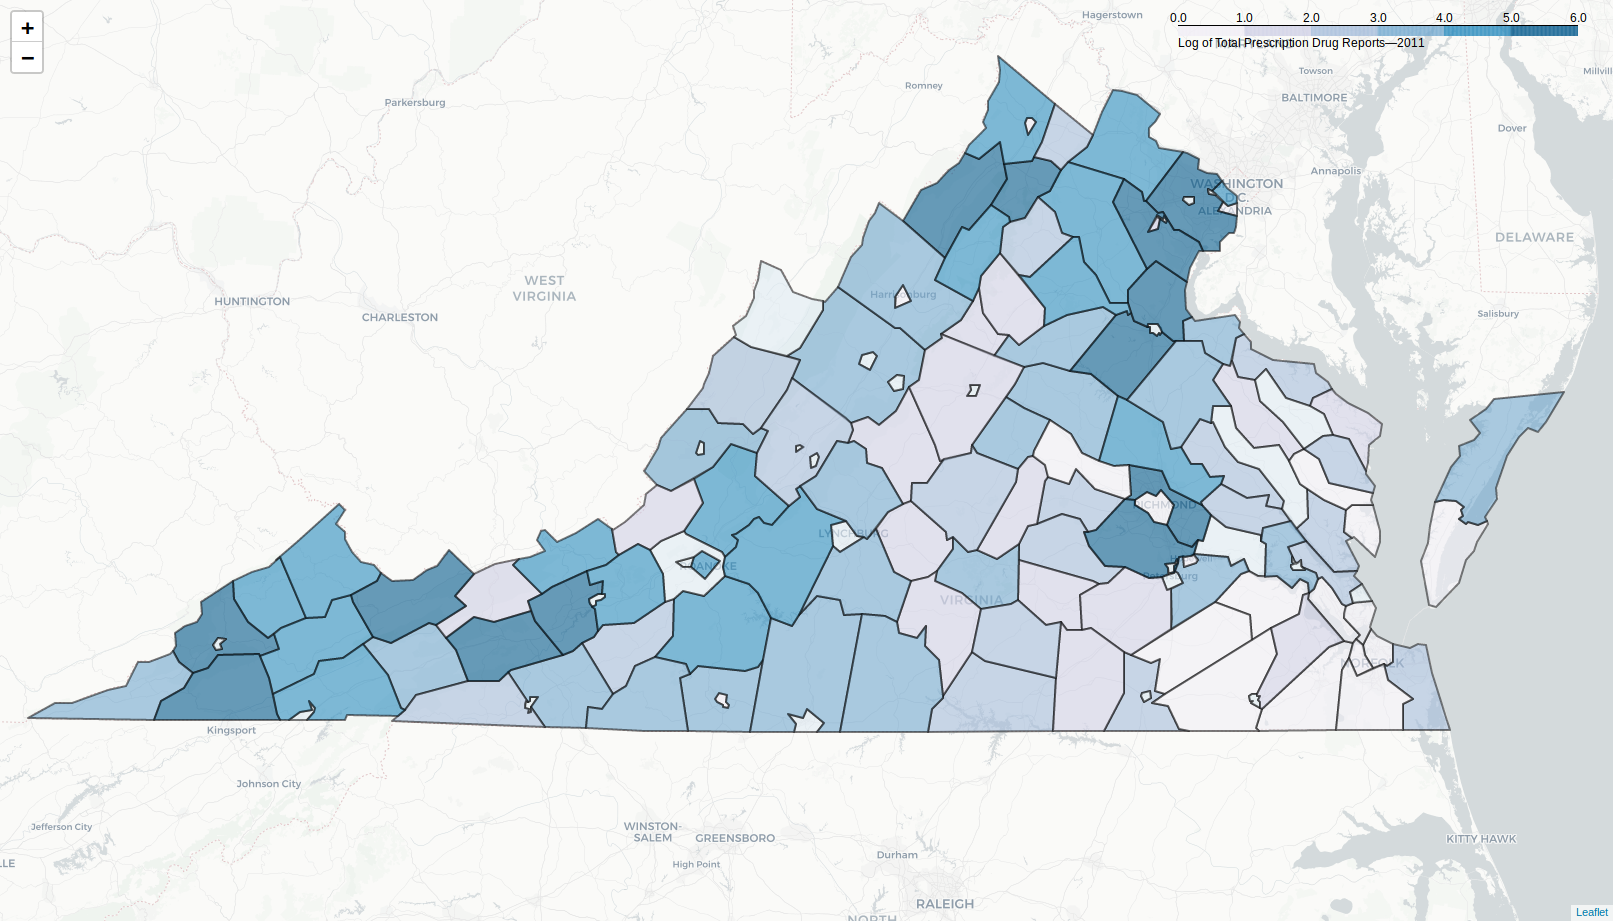 +
−
Hagerstown
0.0 1.0 2.0 3.0 4.0 5.0 6.0
Log of Total Prescription Drug Reports—2011
Towson
Millvill
Romney
BALTIMORE
Parkersburg
Dover
Annapolis
WASHINGTON
D.C.
ALEXANDRIA
DELAWARE
WEST
VIRGINIA
Harrisonburg
HUNTINGTON
CHARLESTON
Salisbury
RICHMOND
LYNCHBURG
ROANOKE
Petersburg
VIRGINIA
NORFOLK
Kingsport
Johnson City
Jefferson City
WINSTON-
SALEM
GREENSBORO
KITTY HAWK
LLE
High Point
Durham
RALEIGH
NORTH
Leaflet